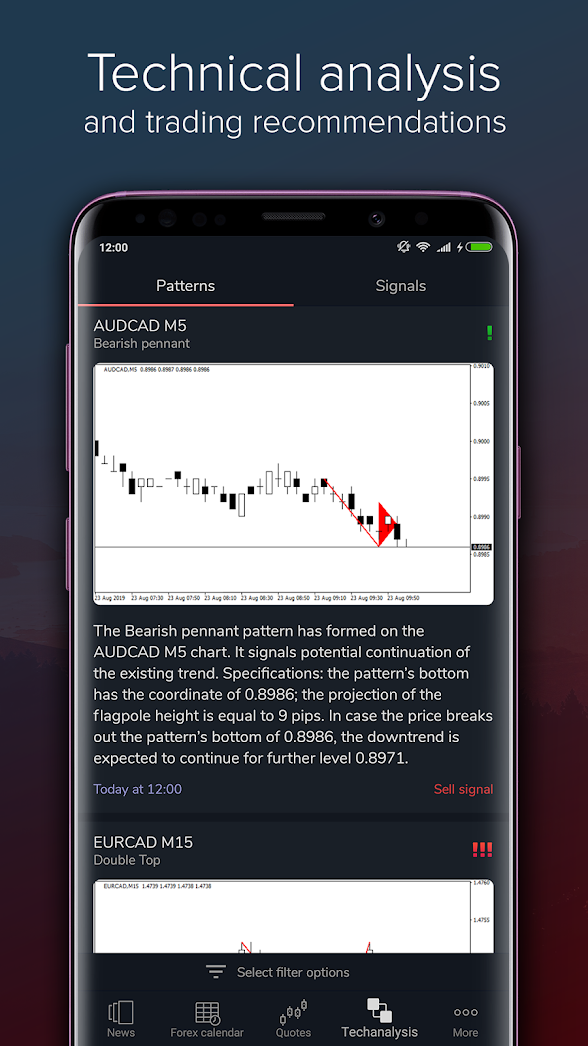 Technical analysis
and trading recommendations
12:00
Patterns
Signals
AUDCAD M5
Bearish pennant
AUDCAD,M5 0.8986 0.8987 0.8986 0.8986
0.9010
0.9005
0.9000
0.8995
0.8990
0.8986
0.8985
23 Aug 2019 23 Aug 07:30 23 Aug 07:50 23 Aug 08:10 23 Aug 08:30 23 Aug 08:50 23 Aug 09:10 23 Aug 09:30 23 Aug 09:50
The Bearish pennant pattern has formed on the
AUDCAD M5 chart. It signals potential continuation of
the existing trend. Specifications: the pattern's bottom
has the coordinate of 0.8986; the projection of the
flagpole height is equal to 9 pips. In case the price breaks
out the pattern's bottom of 0.8986, the downtrend is
expected to continue for further level 0.8971.
Today at 12:00
Sell signal
EURCAD M15
Double Top
EURCAD,M15 1.4739 1.4739 1.4738 1.4738
1.4760
1.4755
Select filter options
News
Forex calendar
Quotes
Techanalysis
More